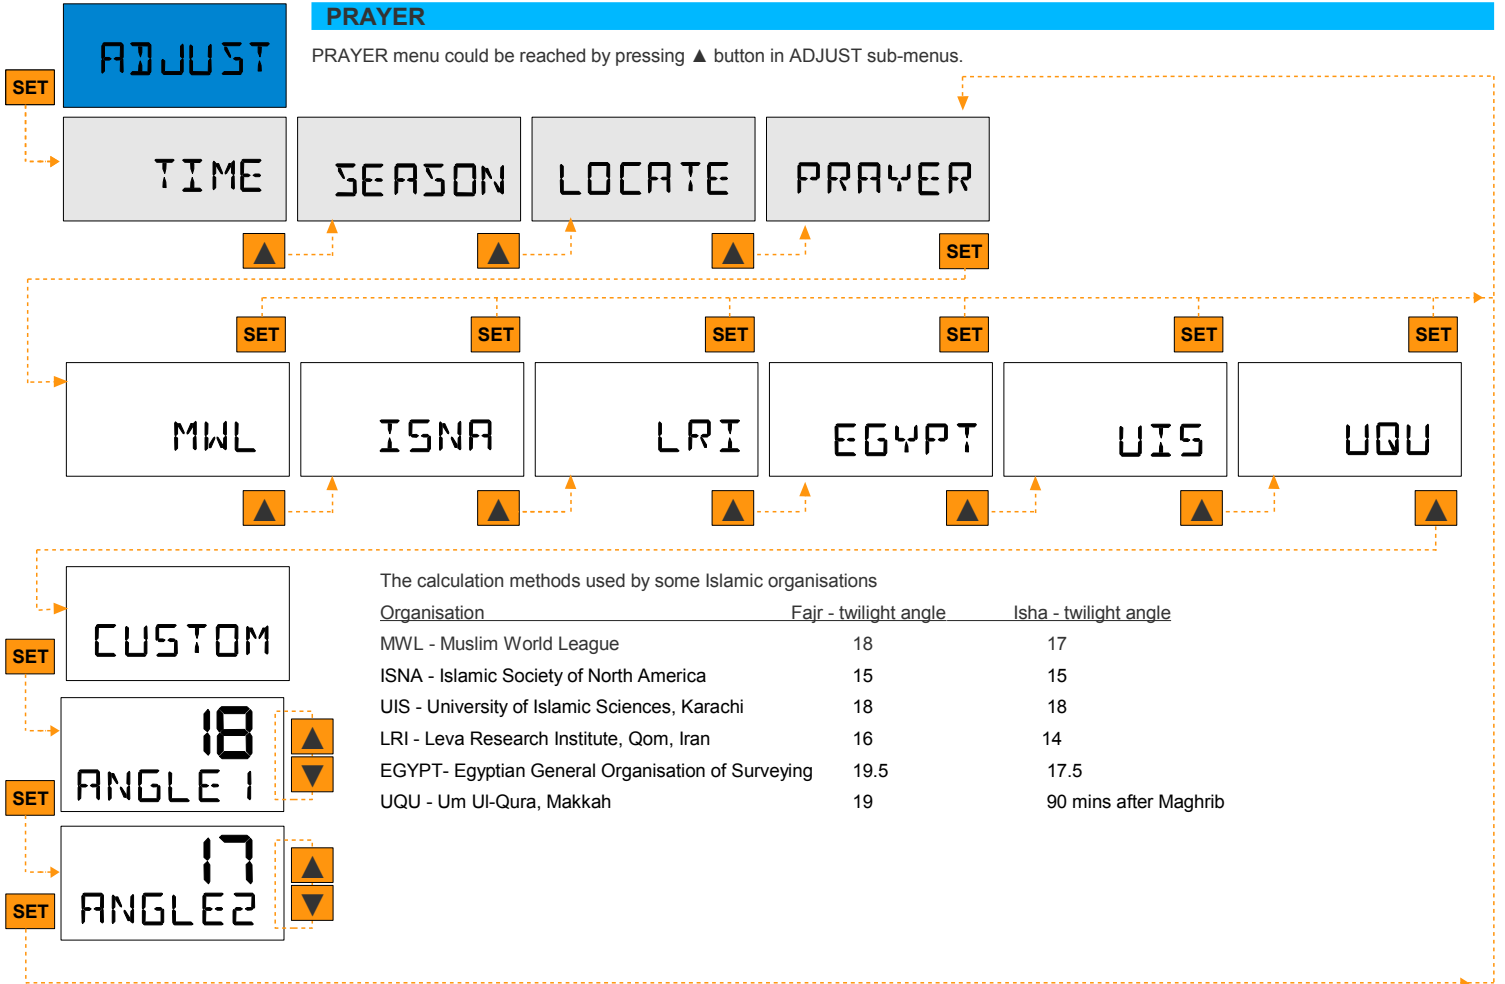 PRAYER
ADJUST
PRAYER menu could be reached by pressing ▲ button in ADJUST sub-menus.
SET
TIME SEASON LOCATE PRAYER
▲ ▲ ▲ SET
SET SET SET SET SET SET
MWL ISNA LRI EGYPT UIS UQU
▲ ▲ ▲ ▲ ▲ ▲
CUSTOM
SET
18
ANGLE1
▲
▼
SET
17
ANGLE2
▲
▼
SET
The calculation methods used by some Islamic organisations
Organisation Fajr - twilight angle Isha - twilight angle
MWL - Muslim World League 18 17
ISNA - Islamic Society of North America 15 15
UIS - University of Islamic Sciences, Karachi 18 18
LRI - Leva Research Institute, Qom, Iran 16 14
EGYPT- Egyptian General Organisation of Surveying 19.5 17.5
UQU - Um Ul-Qura, Makkah 19 90 mins after Maghrib